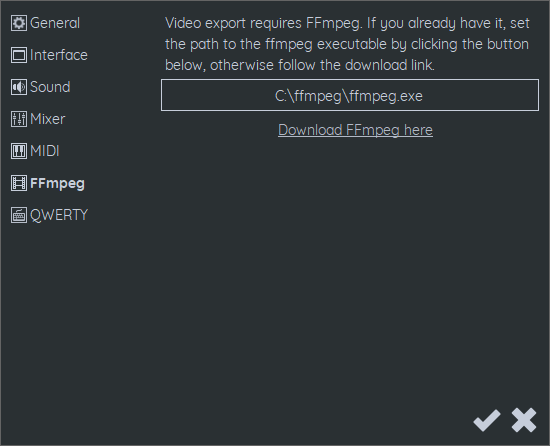 General
Interface
Sound
Mixer
MIDI
FFmpeg
QWERTY
Video export requires FFmpeg. If you already have it, set
the path to the ffmpeg executable by clicking the button
below, otherwise follow the download link.
C:\ffmpeg\ffmpeg.exe
Download FFmpeg here